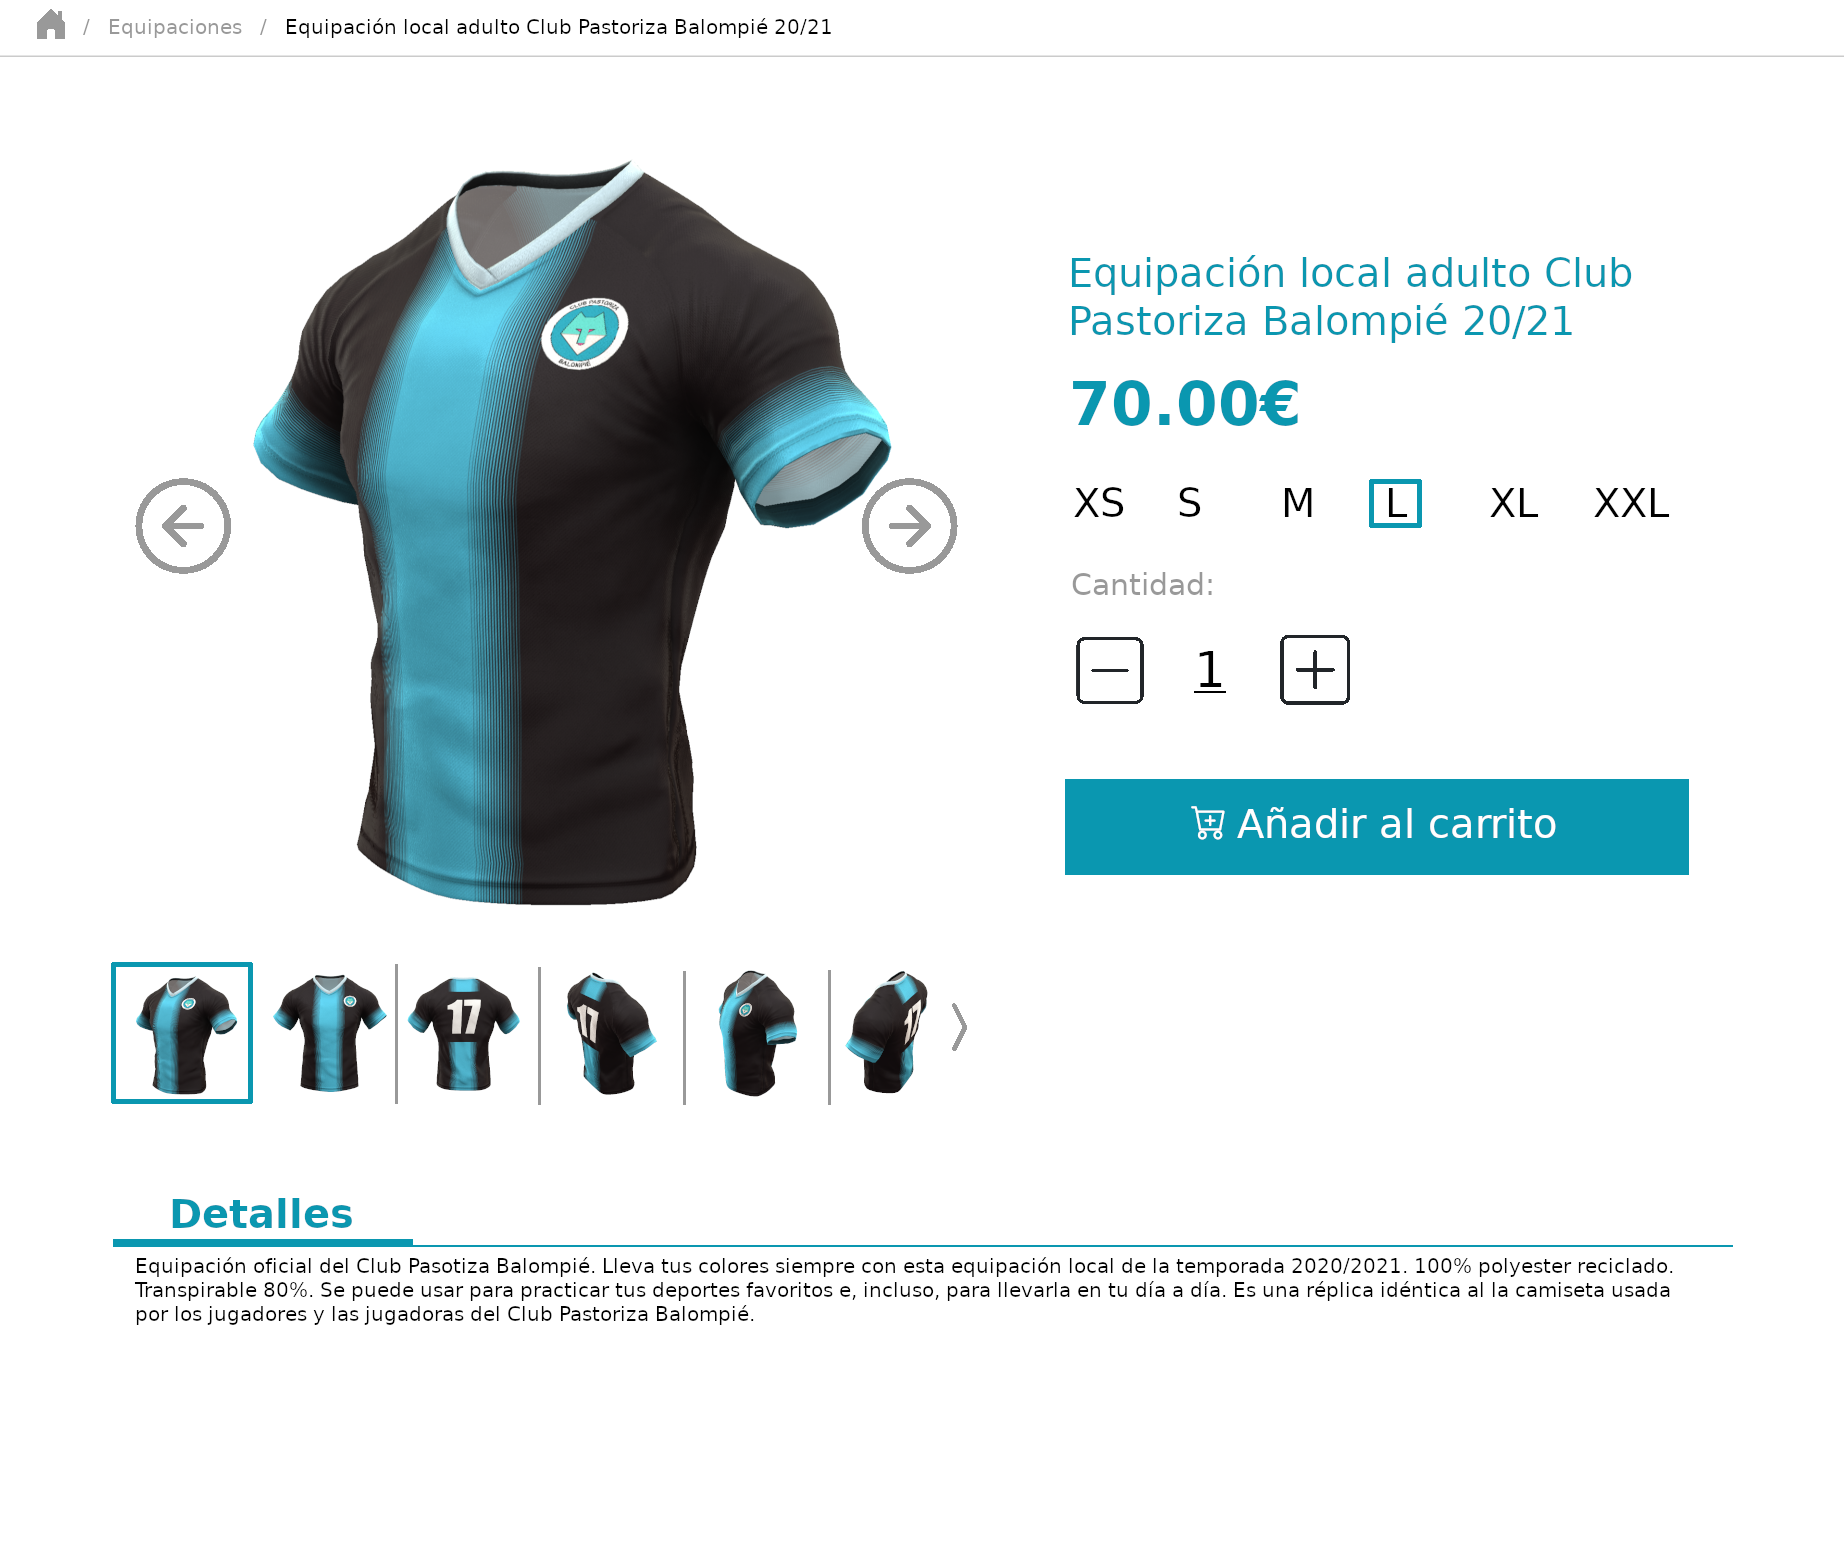 / Equipaciones / Equipación local adulto Club Pastoriza Balompié 20/21
CLUB PASTORIZA
BALOMPIÉ
Equipación local adulto Club
Pastoriza Balompié 20/21
70.00€
XS S M L XL XXL
Cantidad:
1
Añadir al carrito
17
17
17
Detalles
Equipación oficial del Club Pasotiza Balompié. Lleva tus colores siempre con esta equipación local de la temporada 2020/2021. 100% polyester reciclado.
Transpirable 80%. Se puede usar para practicar tus deportes favoritos e, incluso, para llevarla en tu día a día. Es una réplica idéntica al la camiseta usada
por los jugadores y las jugadoras del Club Pastoriza Balompié.